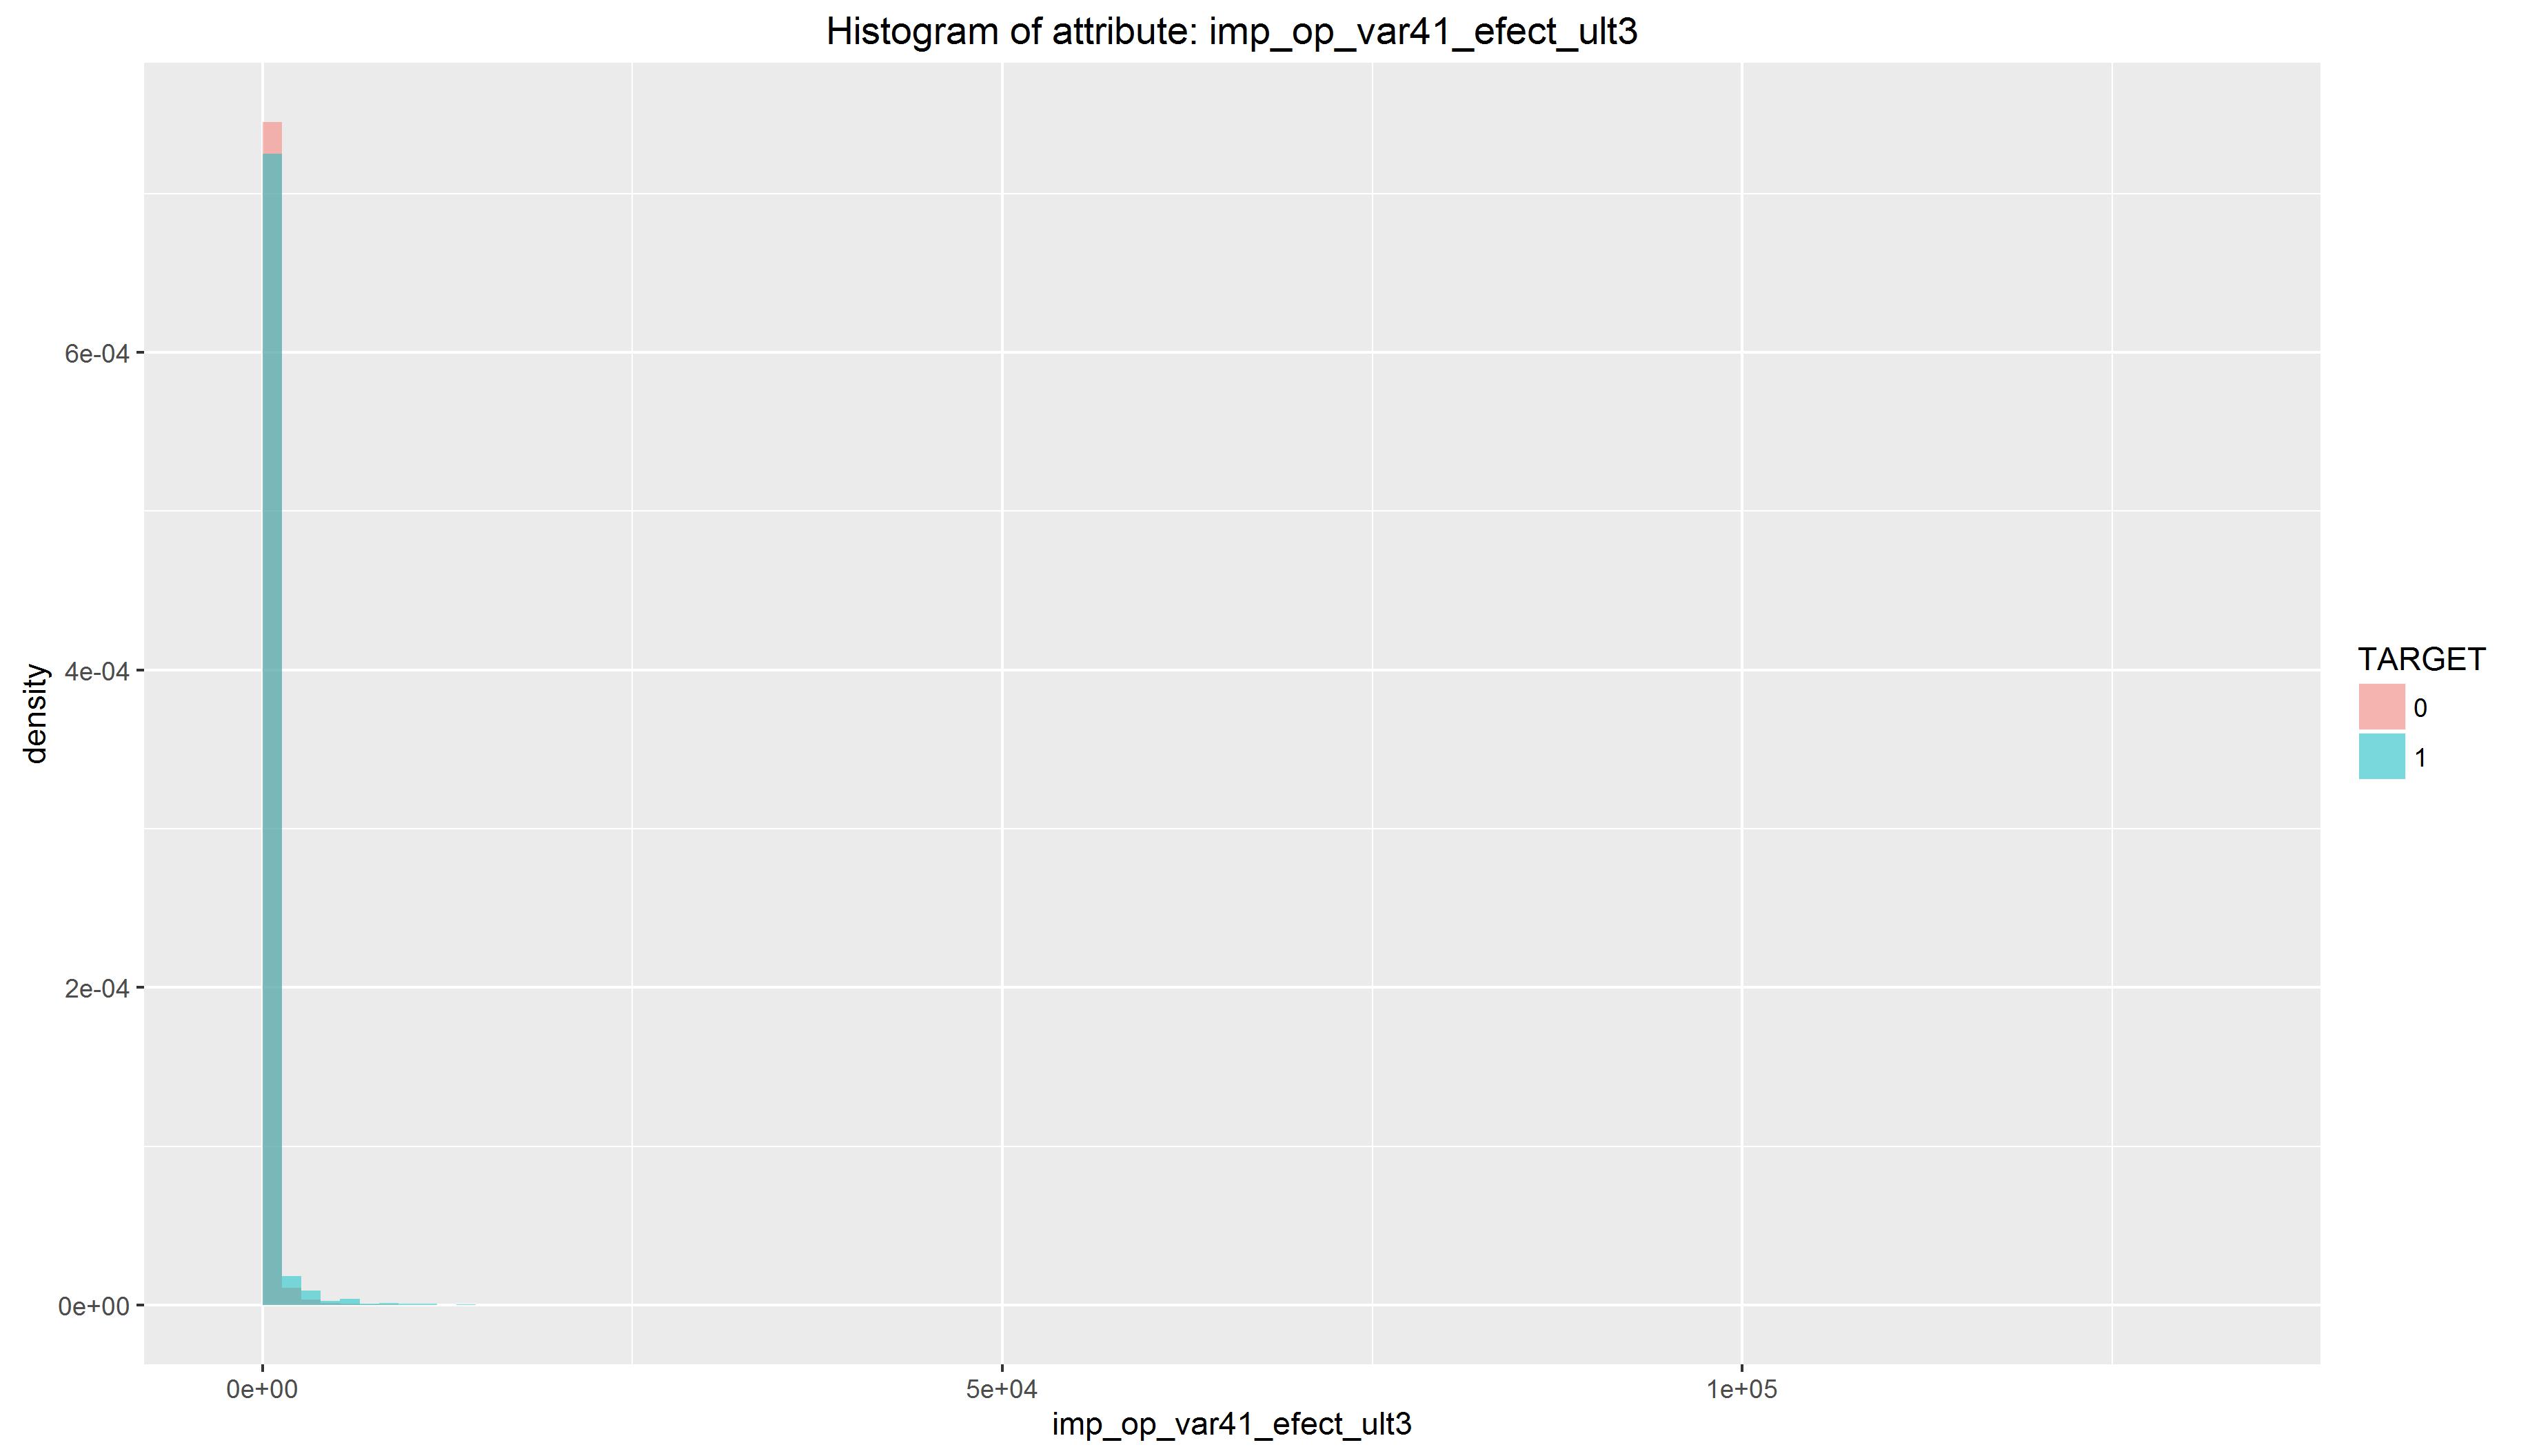 Histogram of attribute: imp_op_var41_efect_ult3
density
6e-04
4e-04
2e-04
0e+00
0e+00 5e+04 1e+05
imp_op_var41_efect_ult3
TARGET
0
1